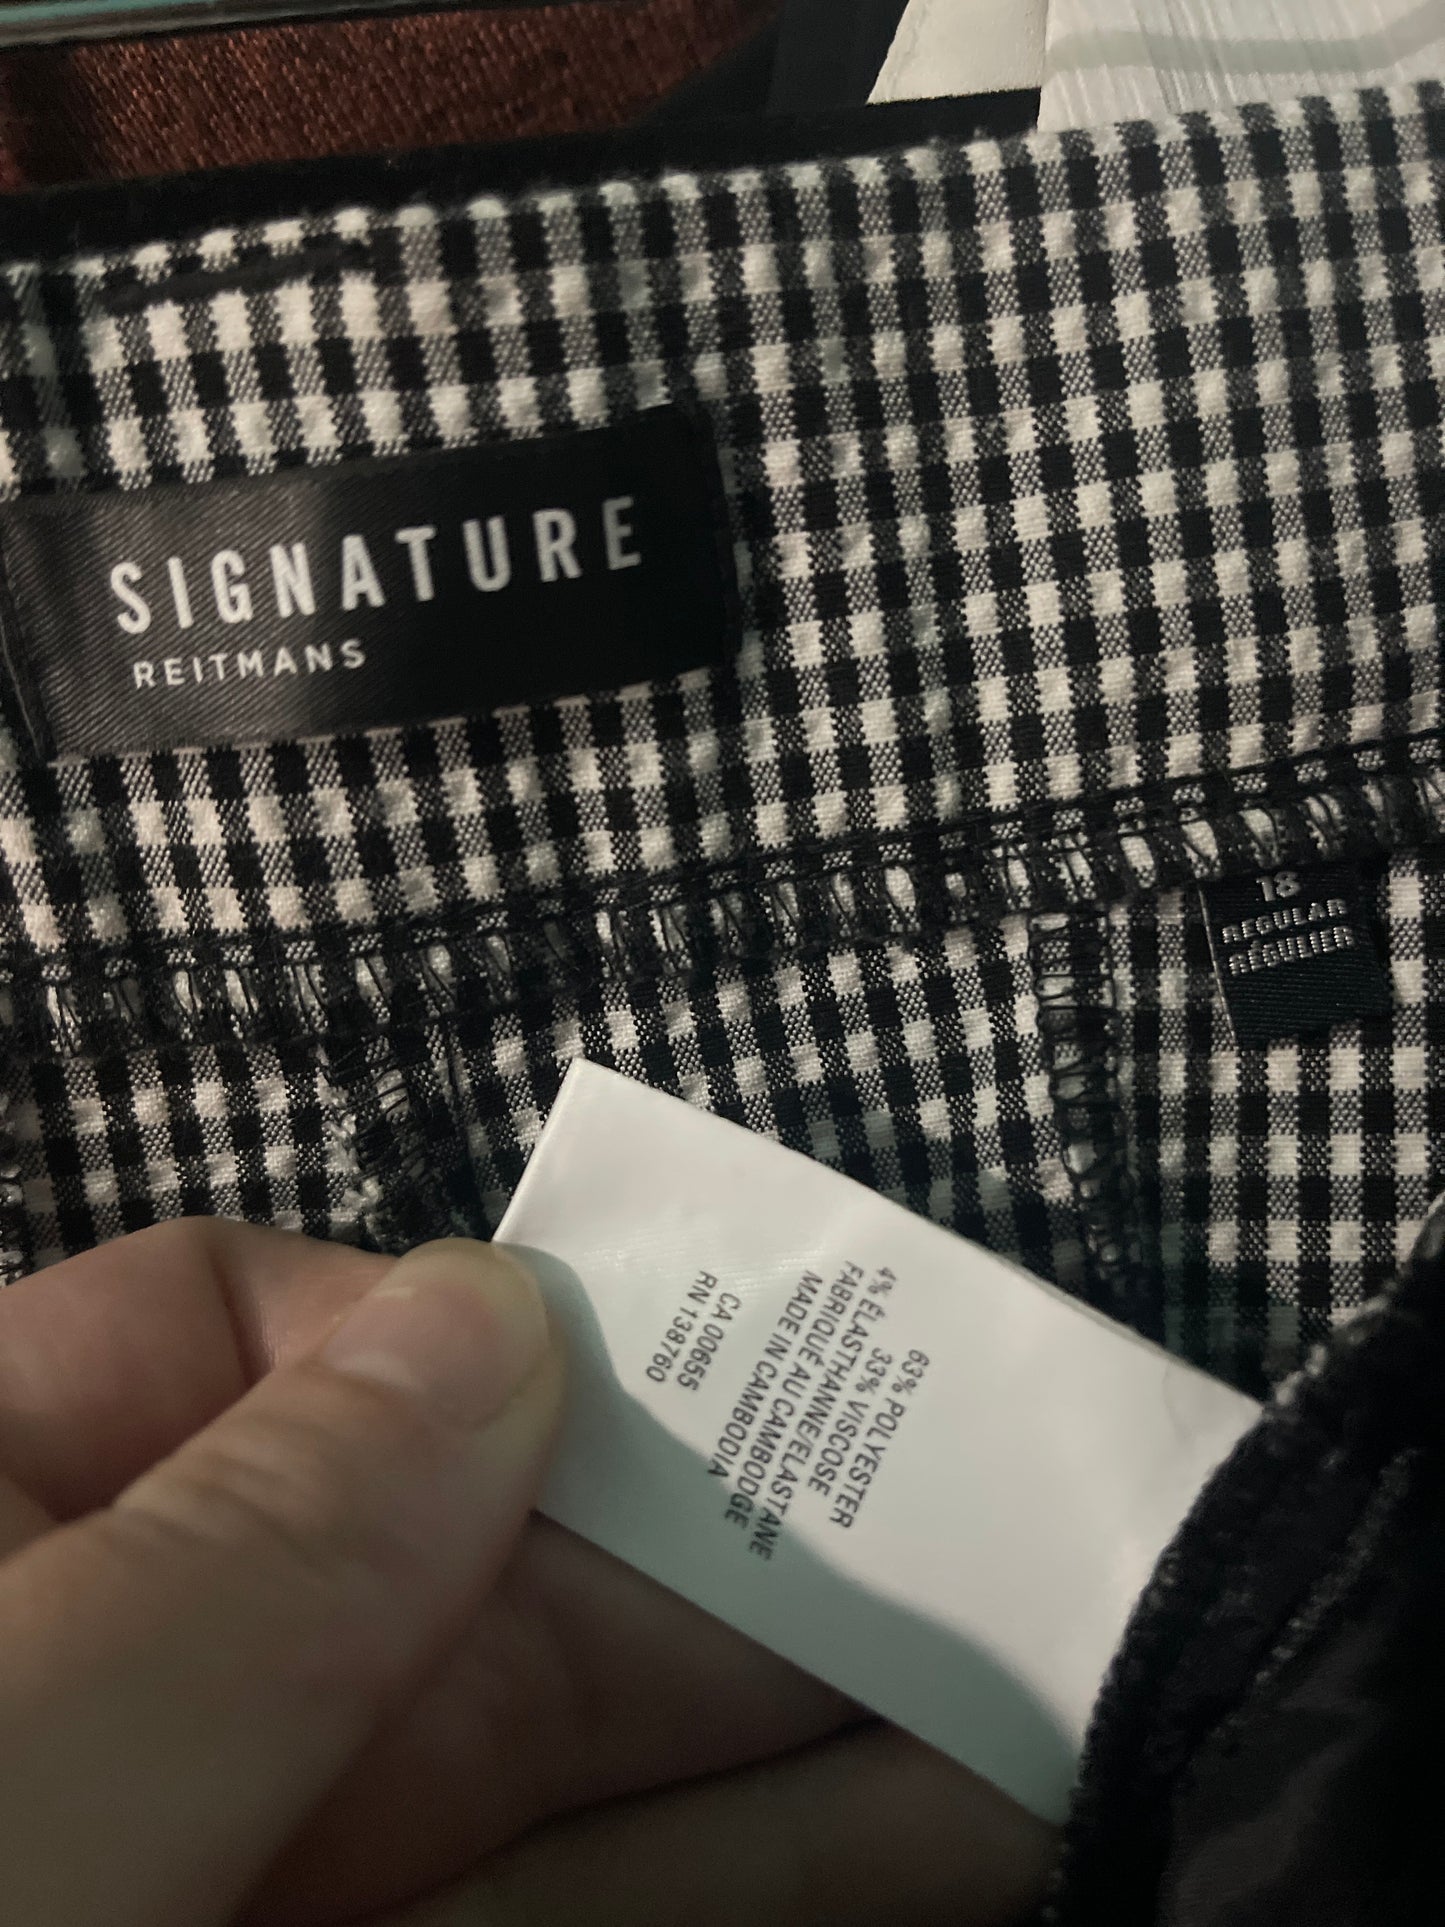 SIGNATURE
REITMANS
18
REGULAR
RÉGULIER
63% POLYESTER
33% VISCOSE
4% ÉLASTHANNE/ELASTANE
FABRIQUÉ AU CAMBODGE
MADE IN CAMBODIA
CA 00655
RN 138760